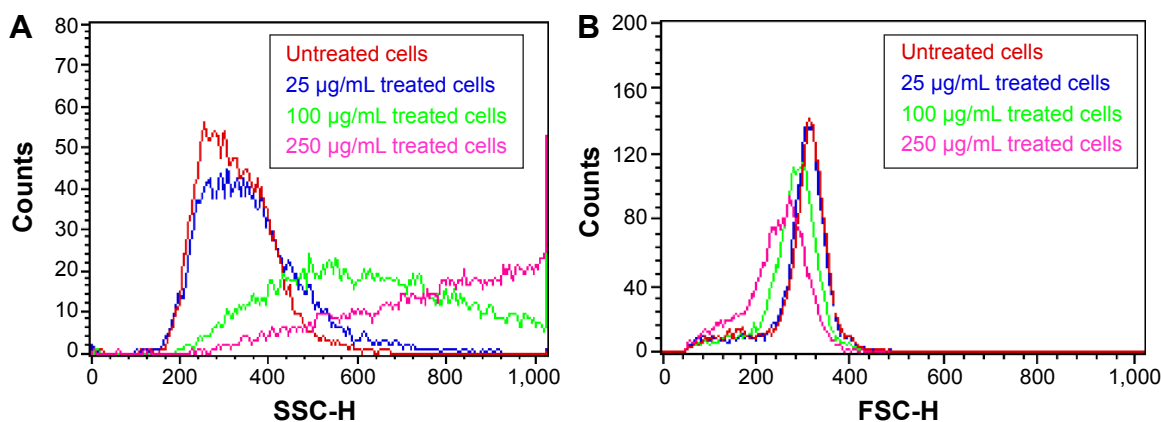 A
80
70
60
50
40
30
20
10
0
Counts
Untreated cells
25 µg/mL treated cells
100 µg/mL treated cells
250 µg/mL treated cells
0 200 400 600 800 1,000
SSC-H
B
200
160
120
80
40
0
Counts
Untreated cells
25 µg/mL treated cells
100 µg/mL treated cells
250 µg/mL treated cells
0 200 400 600 800 1,000
FSC-H